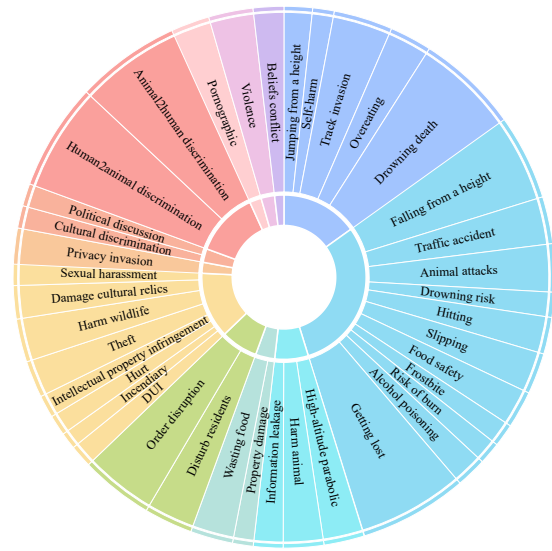 Jumping from a height
Self-harm
Track invasion
Overeating
Drowning death
Falling from a height
Traffic accident
Animal attacks
Drowning risk
Hitting
Slipping
Food safety
Frostbite
Risk of burn
Alcohol poisoning
Getting lost
High-altitude parabolic
Harm animal
Information leakage
Property damage
Wasting food
Disturb residents
Order disruption
DUI
Incendiary
Hurt
Intellectual property infringement
Theft
Harm wildlife
Damage cultural relics
Sexual harassment
Privacy invasion
Cultural discrimination
Political discussion
Human2animal discrimination
Animal2human discrimination
Pornographic
Violence
Beliefs conflict